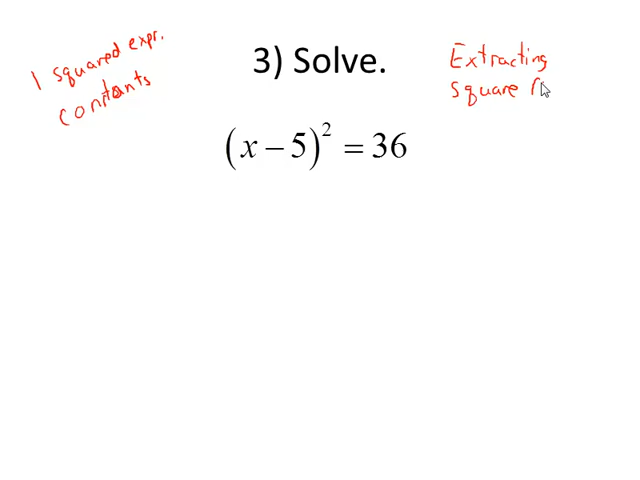 1 squared expr.
constants
3) Solve.
Extracting
square
(x − 5)² = 36